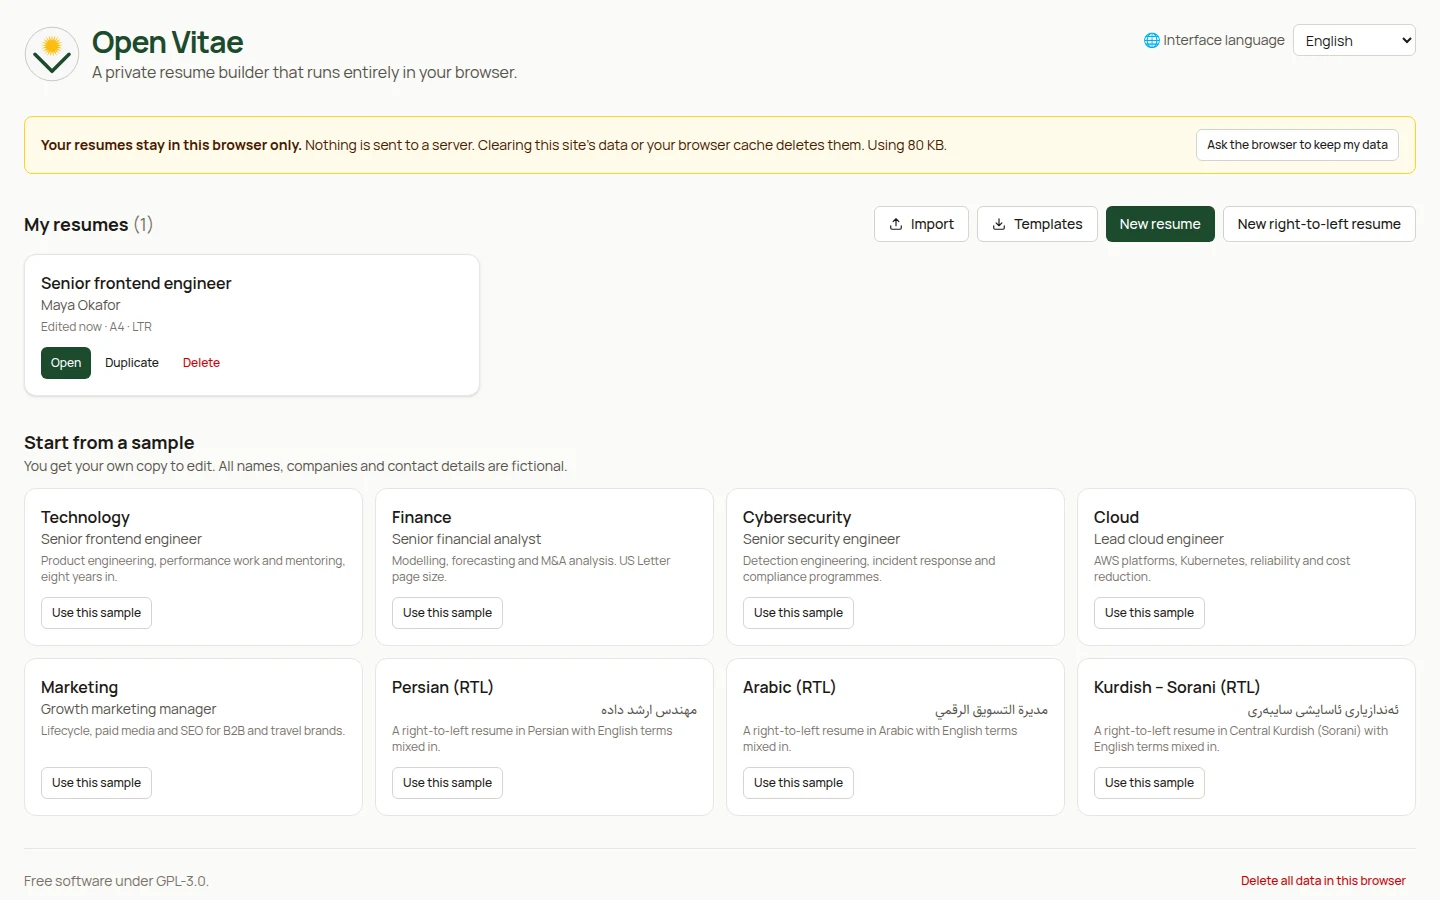 Open Vitae
A private resume builder that runs entirely in your browser.
🌐 Interface language
English
Your resumes stay in this browser only. Nothing is sent to a server. Clearing this site's data or your browser cache deletes them. Using 80 KB.
Ask the browser to keep my data
My resumes (1)
Import
Templates
New resume
New right-to-left resume
Senior frontend engineer
Maya Okafor
Edited now · A4 · LTR
Open
Duplicate
Delete
Start from a sample
You get your own copy to edit. All names, companies and contact details are fictional.
Technology
Senior frontend engineer
Product engineering, performance work and mentoring,
eight years in.
Use this sample
Finance
Senior financial analyst
Modelling, forecasting and M&A analysis. US Letter
page size.
Use this sample
Cybersecurity
Senior security engineer
Detection engineering, incident response and
compliance programmes.
Use this sample
Cloud
Lead cloud engineer
AWS platforms, Kubernetes, reliability and cost
reduction.
Use this sample
Marketing
Growth marketing manager
Lifecycle, paid media and SEO for B2B and travel brands.
Use this sample
Persian (RTL)
مهندس ارشد داده
A right-to-left resume in Persian with English terms
mixed in.
Use this sample
Arabic (RTL)
مديرة التسويق الرقمي
A right-to-left resume in Arabic with English terms
mixed in.
Use this sample
Kurdish – Sorani (RTL)
ئەندازیاری ئاسایشی سایبەری
A right-to-left resume in Central Kurdish (Sorani) with
English terms mixed in.
Use this sample
Free software under GPL-3.0.
Delete all data in this browser